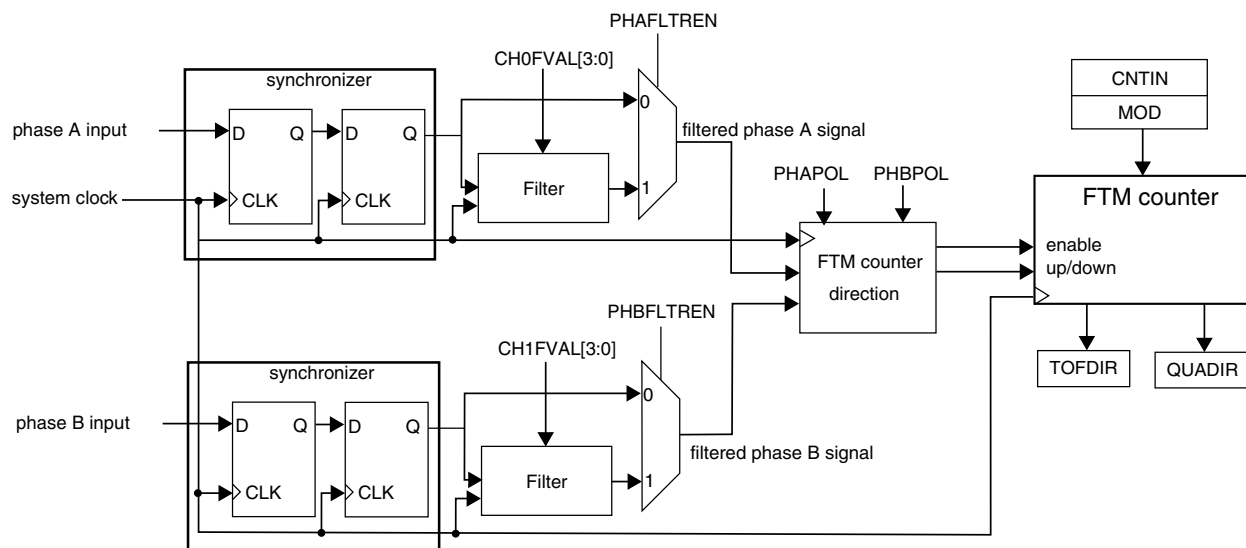 PHAFLTREN
CH0FVAL[3:0]
synchronizer
CNTIN
MOD
0
phase A input
D Q D Q
filtered phase A signal
Filter
1
PHAPOL PHBPOL
system clock
CLK CLK
FTM counter
enable
up/down
FTM counter
direction
PHBFLTREN
CH1FVAL[3:0]
synchronizer
TOFDIR QUADIR
0
phase B input
D Q D Q
filtered phase B signal
Filter
1
CLK CLK